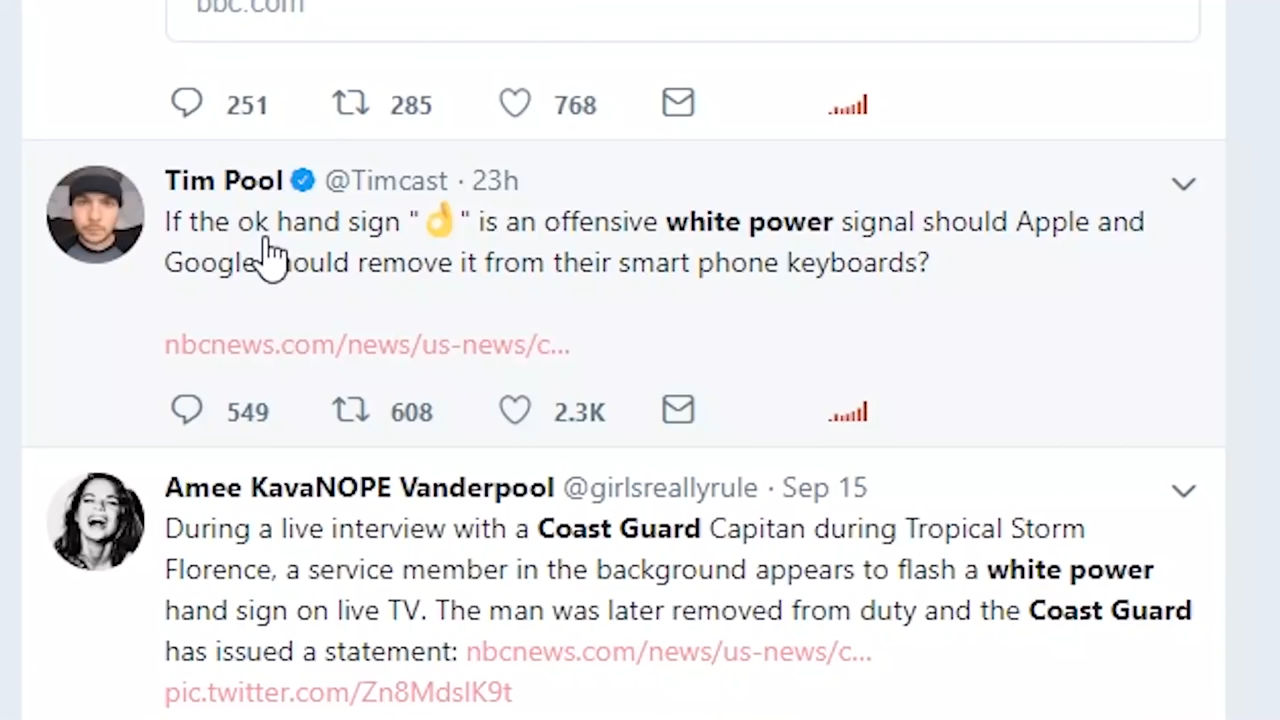 bbc.com
251 285 768
Tim Pool @Timcast · 23h
If the ok hand sign "👌" is an offensive white power signal should Apple and
Google should remove it from their smart phone keyboards?
nbcnews.com/news/us-news/c...
549 608 2.3K
Amee KavaNOPE Vanderpool @girlsreallyrule · Sep 15
During a live interview with a Coast Guard Capitan during Tropical Storm
Florence, a service member in the background appears to flash a white power
hand sign on live TV. The man was later removed from duty and the Coast Guard
has issued a statement: nbcnews.com/news/us-news/c...
pic.twitter.com/Zn8MdslK9t